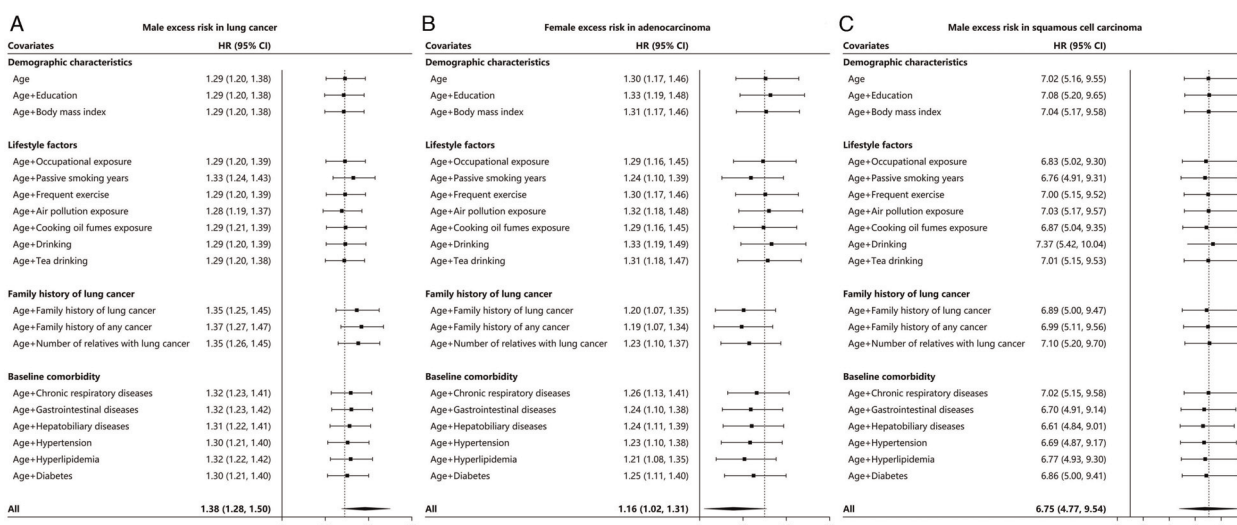 A
Male excess risk in lung cancer
Covariates HR (95% CI)
Demographic characteristics
Age 1.29 (1.20, 1.38)
Age+Education 1.29 (1.20, 1.38)
Age+Body mass index 1.29 (1.20, 1.38)
Lifestyle factors
Age+Occupational exposure 1.29 (1.20, 1.39)
Age+Passive smoking years 1.33 (1.24, 1.43)
Age+Frequent exercise 1.29 (1.20, 1.39)
Age+Air pollution exposure 1.28 (1.19, 1.37)
Age+Cooking oil fumes exposure 1.29 (1.21, 1.39)
Age+Drinking 1.29 (1.20, 1.39)
Age+Tea drinking 1.29 (1.20, 1.38)
Family history of lung cancer
Age+Family history of lung cancer 1.35 (1.25, 1.45)
Age+Family history of any cancer 1.37 (1.27, 1.47)
Age+Number of relatives with lung cancer 1.35 (1.26, 1.45)
Baseline comorbidity
Age+Chronic respiratory diseases 1.32 (1.23, 1.41)
Age+Gastrointestinal diseases 1.32 (1.23, 1.42)
Age+Hepatobiliary diseases 1.31 (1.22, 1.41)
Age+Hypertension 1.30 (1.21, 1.40)
Age+Hyperlipidemia 1.32 (1.22, 1.42)
Age+Diabetes 1.30 (1.21, 1.40)
All 1.38 (1.28, 1.50)
B
Female excess risk in adenocarcinoma
Covariates HR (95% CI)
Demographic characteristics
Age 1.30 (1.17, 1.46)
Age+Education 1.33 (1.19, 1.48)
Age+Body mass index 1.31 (1.17, 1.46)
Lifestyle factors
Age+Occupational exposure 1.29 (1.16, 1.45)
Age+Passive smoking years 1.24 (1.10, 1.39)
Age+Frequent exercise 1.30 (1.17, 1.46)
Age+Air pollution exposure 1.32 (1.18, 1.48)
Age+Cooking oil fumes exposure 1.29 (1.16, 1.45)
Age+Drinking 1.33 (1.19, 1.49)
Age+Tea drinking 1.31 (1.18, 1.47)
Family history of lung cancer
Age+Family history of lung cancer 1.20 (1.07, 1.35)
Age+Family history of any cancer 1.19 (1.07, 1.34)
Age+Number of relatives with lung cancer 1.23 (1.10, 1.37)
Baseline comorbidity
Age+Chronic respiratory diseases 1.26 (1.13, 1.41)
Age+Gastrointestinal diseases 1.24 (1.10, 1.38)
Age+Hepatobiliary diseases 1.24 (1.11, 1.39)
Age+Hypertension 1.23 (1.10, 1.38)
Age+Hyperlipidemia 1.21 (1.08, 1.35)
Age+Diabetes 1.25 (1.11, 1.40)
All 1.16 (1.02, 1.31)
C
Male excess risk in squamous cell carcinoma
Covariates HR (95% CI)
Demographic characteristics
Age 7.02 (5.16, 9.55)
Age+Education 7.08 (5.20, 9.65)
Age+Body mass index 7.04 (5.17, 9.58)
Lifestyle factors
Age+Occupational exposure 6.83 (5.02, 9.30)
Age+Passive smoking years 6.76 (4.91, 9.31)
Age+Frequent exercise 7.00 (5.15, 9.52)
Age+Air pollution exposure 7.03 (5.17, 9.57)
Age+Cooking oil fumes exposure 6.87 (5.04, 9.35)
Age+Drinking 7.37 (5.42, 10.04)
Age+Tea drinking 7.01 (5.15, 9.53)
Family history of lung cancer
Age+Family history of lung cancer 6.89 (5.00, 9.47)
Age+Family history of any cancer 6.99 (5.11, 9.56)
Age+Number of relatives with lung cancer 7.10 (5.20, 9.70)
Baseline comorbidity
Age+Chronic respiratory diseases 7.02 (5.15, 9.58)
Age+Gastrointestinal diseases 6.70 (4.91, 9.14)
Age+Hepatobiliary diseases 6.61 (4.84, 9.01)
Age+Hypertension 6.69 (4.87, 9.17)
Age+Hyperlipidemia 6.77 (4.93, 9.30)
Age+Diabetes 6.86 (5.00, 9.41)
All 6.75 (4.77, 9.54)